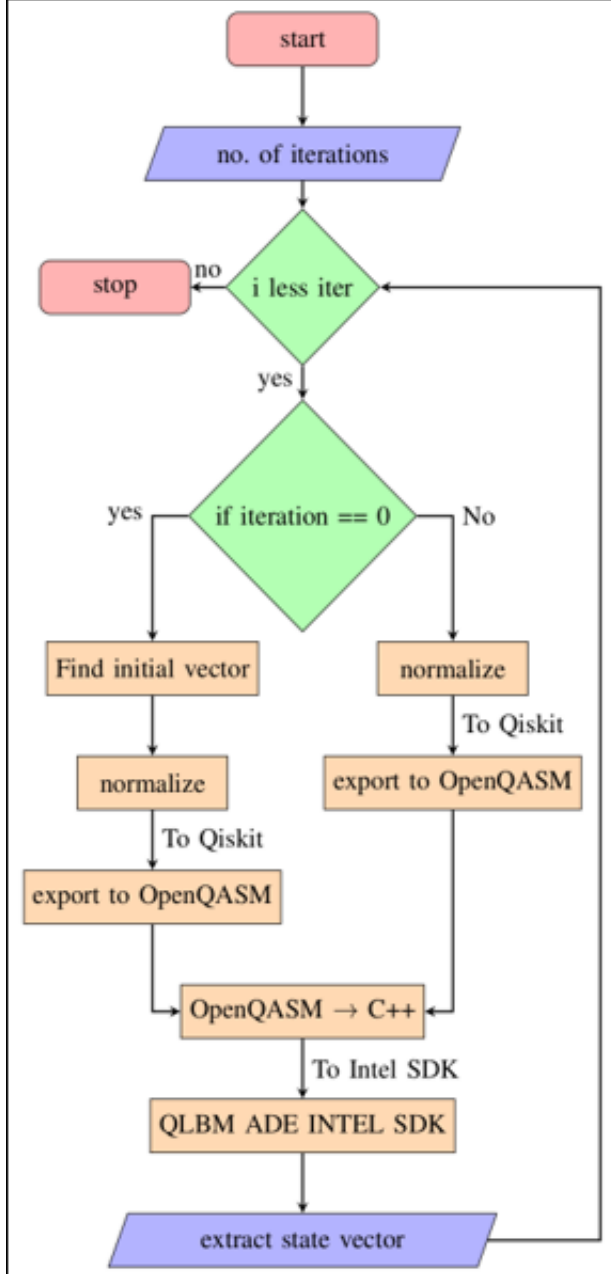 start
no. of iterations
i less iter
no
stop
yes
if iteration == 0
yes
No
Find initial vector
normalize
normalize
To Qiskit
To Qiskit
export to OpenQASM
export to OpenQASM
OpenQASM → C++
To Intel SDK
QLBM ADE INTEL SDK
extract state vector